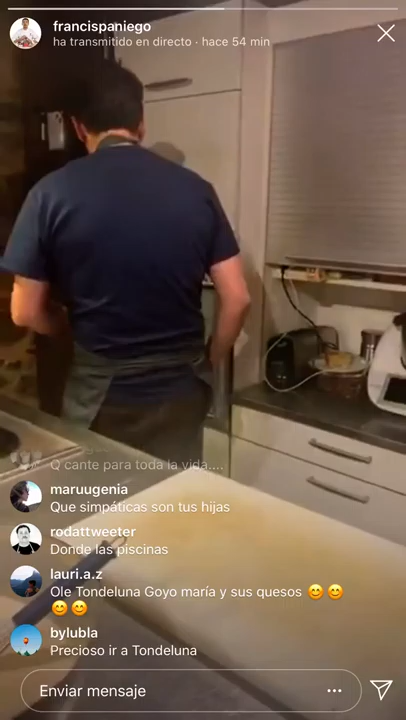 francispaniego
ha transmitido en directo · hace 54 min
Q cante para toda la vida....
maruugenia
Que simpáticas son tus hijas
rodattweeter
Donde las piscinas
lauri.a.z
Ole Tondeluna Goyo maría y sus quesos 😊😊
😊😊
bylubla
Precioso ir a Tondeluna
Enviar mensaje